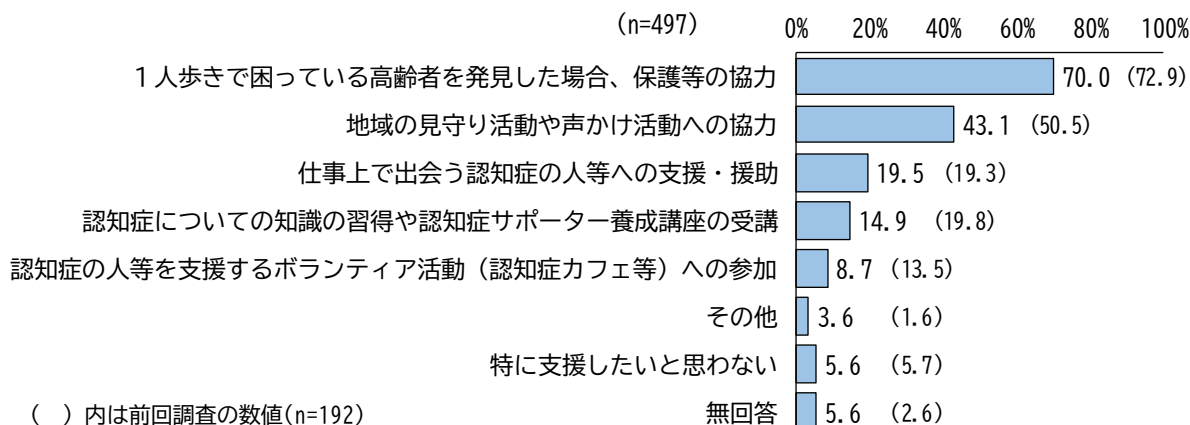 (n=497)
0% 20% 40% 60% 80% 100%
1人歩きで困っている高齢者を発見した場合、保護等の協力 70.0 (72.9)
地域の見守り活動や声かけ活動への協力 43.1 (50.5)
仕事上で出会う認知症の人等への支援・援助 19.5 (19.3)
認知症についての知識の習得や認知症サポーター養成講座の受講 14.9 (19.8)
認知症の人等を支援するボランティア活動（認知症カフェ等）への参加 8.7 (13.5)
その他 3.6 (1.6)
特に支援したいと思わない 5.6 (5.7)
無回答 5.6 (2.6)
（　）内は前回調査の数値(n=192)